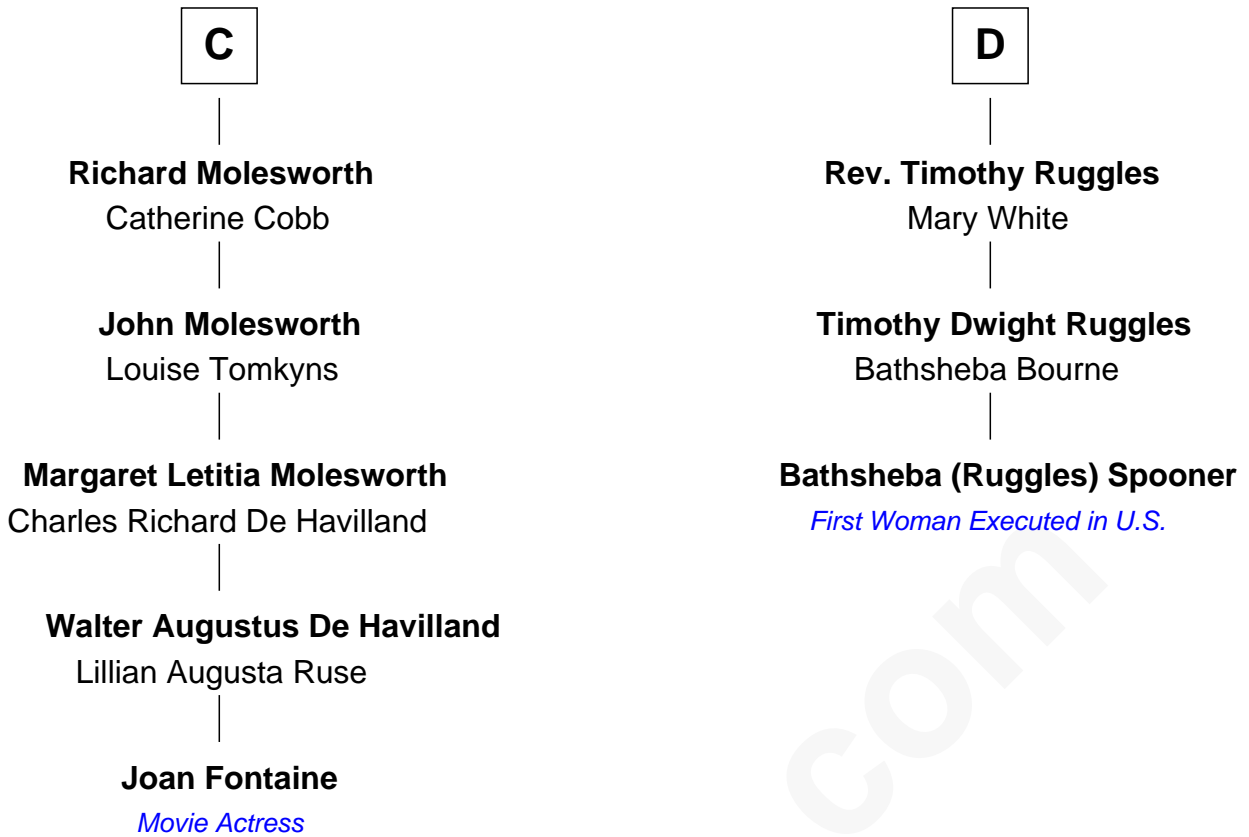 C
Richard Molesworth
Catherine Cobb
John Molesworth
Louise Tomkyns
Margaret Letitia Molesworth
Charles Richard De Havilland
Walter Augustus De Havilland
Lillian Augusta Ruse
Joan Fontaine
Movie Actress
D
Rev. Timothy Ruggles
Mary White
Timothy Dwight Ruggles
Bathsheba Bourne
Bathsheba (Ruggles) Spooner
First Woman Executed in U.S.
com